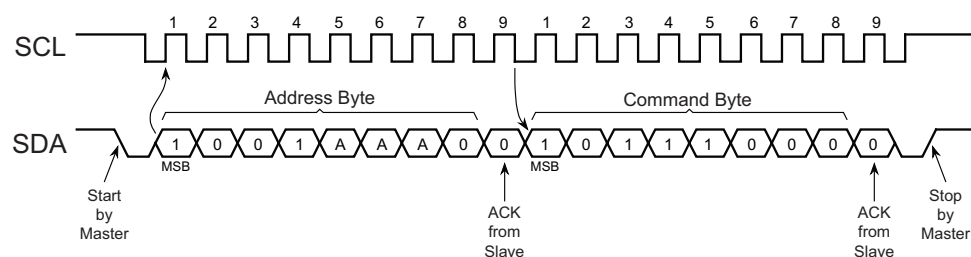 1 2 3 4 5 6 7 8 9 1 2 3 4 5 6 7 8 9
SCL
Address Byte Command Byte
SDA 1 0 0 1 A A A 0 0 1 0 1 1 1 0 0 0 0
MSB MSB
Start
by
Master
ACK
from
Slave
ACK
from
Slave
Stop
by
Master